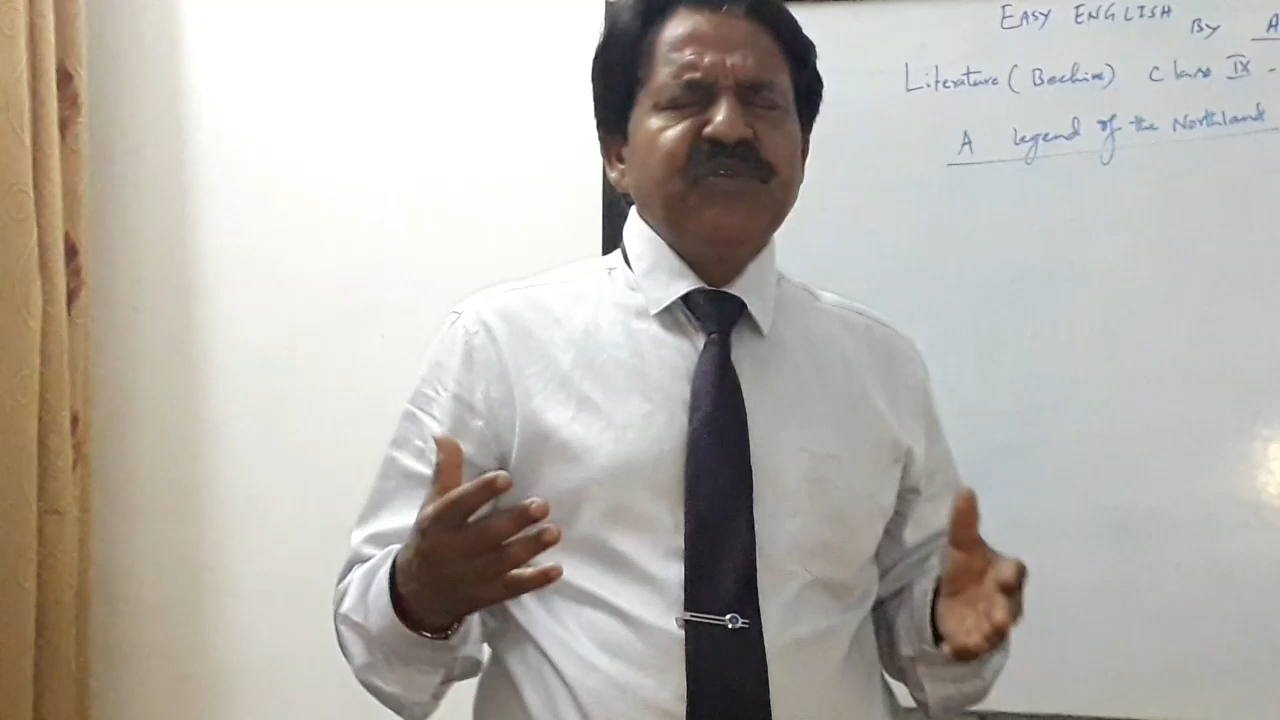 EASY ENGLISH By A
Literature (Beehive) Class IX -
A legend of the Northland